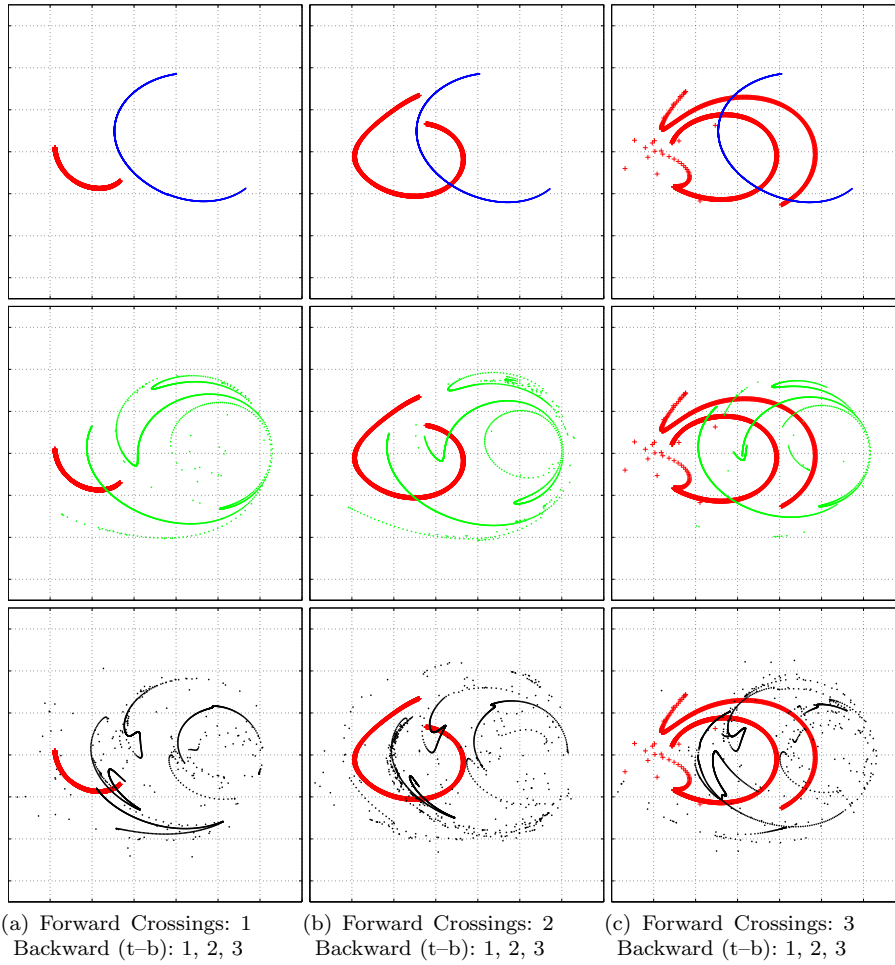 (a) Forward Crossings: 1
Backward (t–b): 1, 2, 3
(b) Forward Crossings: 2
Backward (t–b): 1, 2, 3
(c) Forward Crossings: 3
Backward (t–b): 1, 2, 3